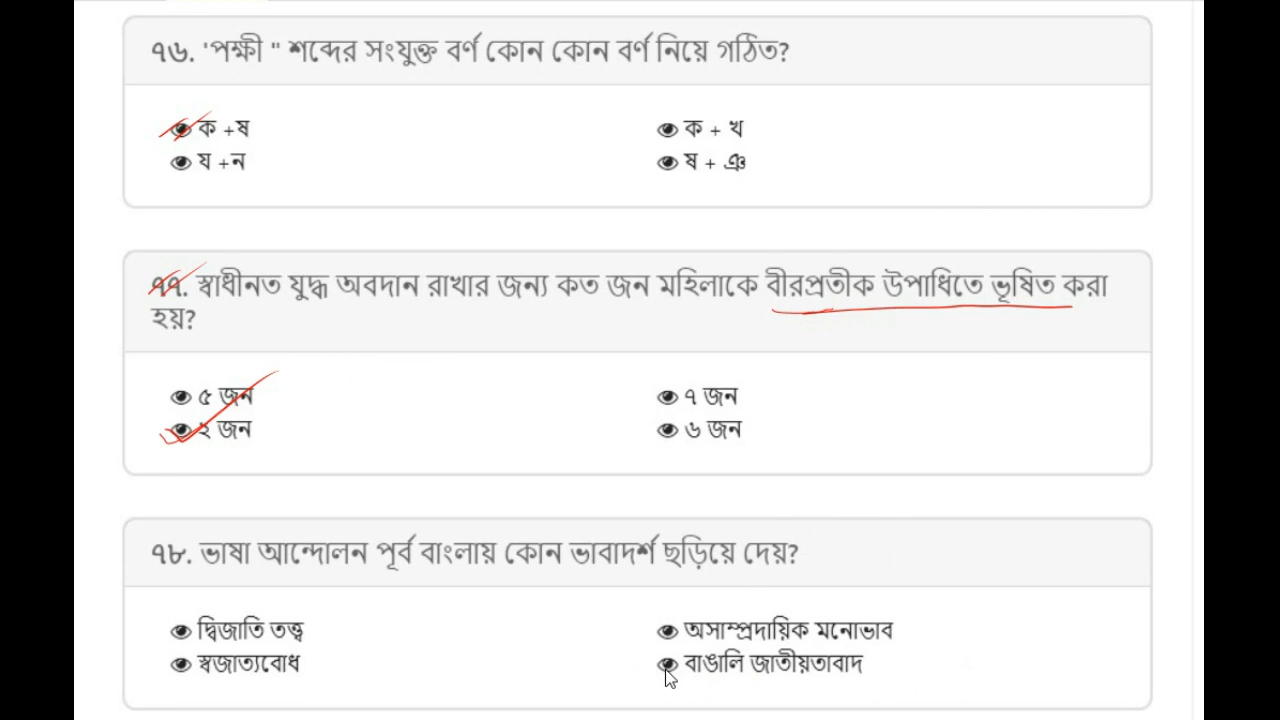 ৭৬. 'পক্ষী " শব্দের সংযুক্ত বর্ণ কোন কোন বর্ণ নিয়ে গঠিত?
ক +ষ
ক + খ
য +ন
ষ + ঞ
৭৭. স্বাধীনত যুদ্ধ অবদান রাখার জন্য কত জন মহিলাকে বীরপ্রতীক উপাধিতে ভূষিত করা
হয়?
৫ জন
৭ জন
২ জন
৬ জন
৭৮. ভাষা আন্দোলন পূর্ব বাংলায় কোন ভাবাদর্শ ছড়িয়ে দেয়?
দ্বিজাতি তত্ত্ব
অসাম্প্রদায়িক মনোভাব
স্বজাত্যবোধ
বাঙালি জাতীয়তাবাদ